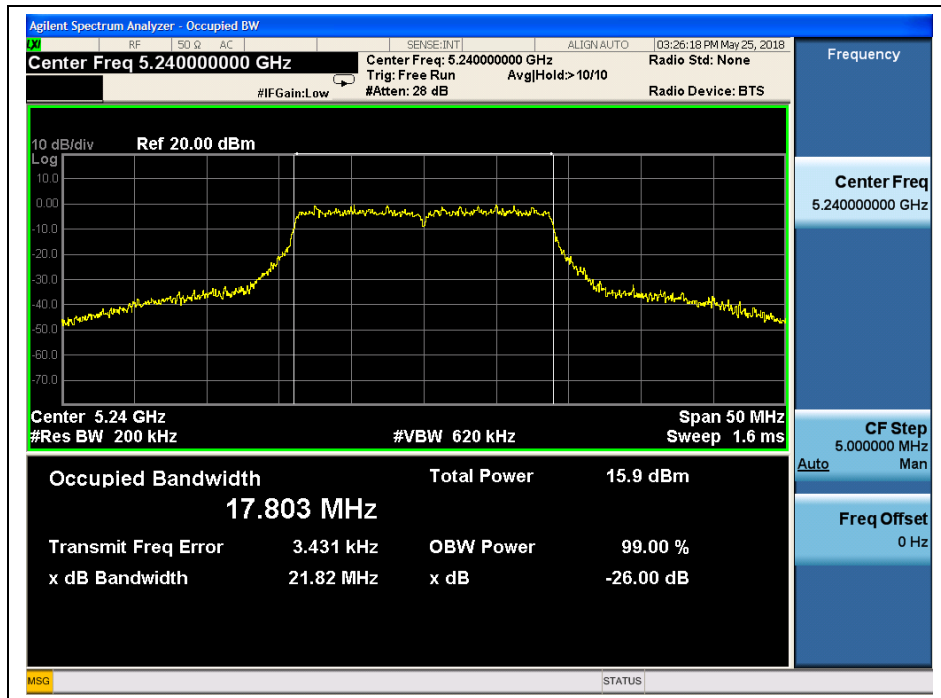 Agilent Spectrum Analyzer - Occupied BW
LXI RF 50 Ω AC SENSE:INT ALIGN AUTO 03:26:18 PM May 25, 2018
Center Freq 5.240000000 GHz
Center Freq: 5.240000000 GHz
Radio Std: None
Trig: Free Run Avg|Hold:>10/10
#IFGain:Low #Atten: 28 dB Radio Device: BTS
10 dB/div Ref 20.00 dBm
Log
10.0
0.00
-10.0
-20.0
-30.0
-40.0
-50.0
-60.0
-70.0
Center 5.24 GHz Span 50 MHz
#Res BW 200 kHz #VBW 620 kHz Sweep 1.6 ms
Occupied Bandwidth Total Power 15.9 dBm
17.803 MHz
Transmit Freq Error 3.431 kHz OBW Power 99.00 %
x dB Bandwidth 21.82 MHz x dB -26.00 dB
Frequency
Center Freq
5.240000000 GHz
CF Step
5.000000 MHz
Auto Man
Freq Offset
0 Hz
MSG STATUS